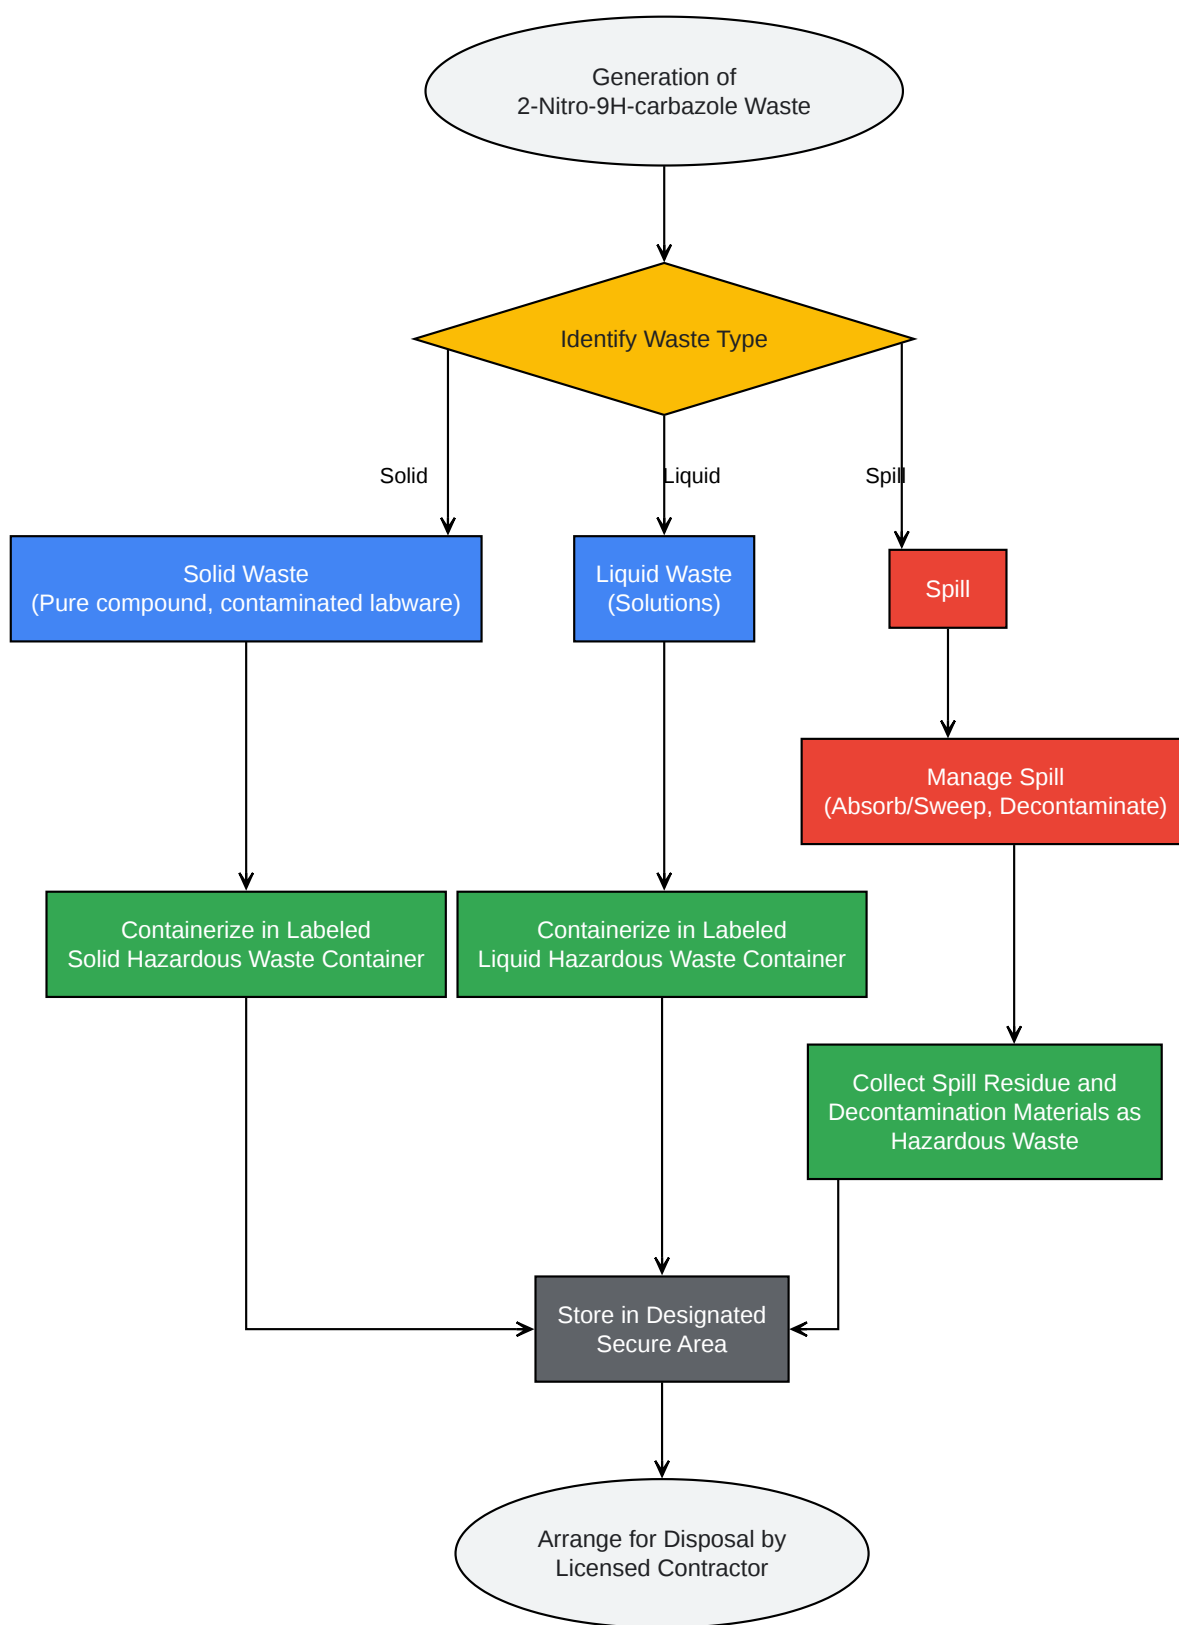 Generation of
2-Nitro-9H-carbazole Waste
Identify Waste Type
Solid
Liquid
Spill
Solid Waste
(Pure compound, contaminated labware)
Liquid Waste
(Solutions)
Spill
Manage Spill
(Absorb/Sweep, Decontaminate)
Containerize in Labeled
Solid Hazardous Waste Container
Containerize in Labeled
Liquid Hazardous Waste Container
Collect Spill Residue and
Decontamination Materials as
Hazardous Waste
Store in Designated
Secure Area
Arrange for Disposal by
Licensed Contractor